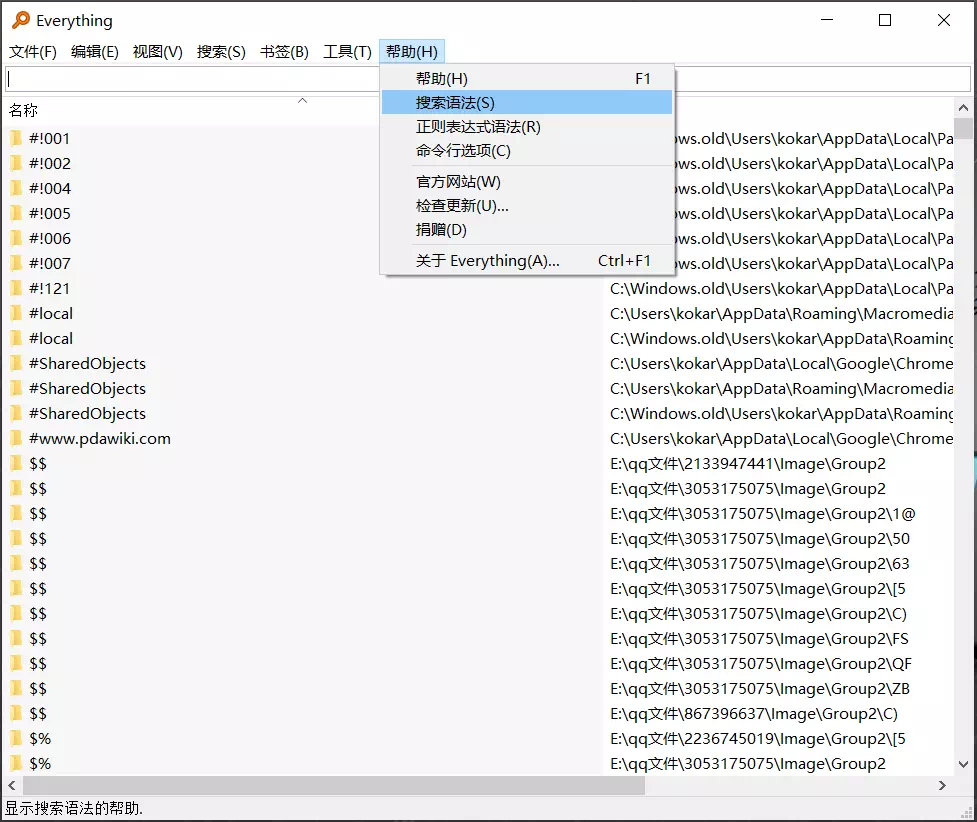 Everything
文件(F) 编辑(E) 视图(V) 搜索(S) 书签(B) 工具(T) 帮助(H)
帮助(H) F1
搜索语法(S)
正则表达式语法(R)
命令行选项(C)
官方网站(W)
检查更新(U)...
捐赠(D)
关于 Everything(A)... Ctrl+F1
名称
#!001 ows.old\Users\kokar\AppData\Local\Pa
#!002 ows.old\Users\kokar\AppData\Local\Pa
#!004 ows.old\Users\kokar\AppData\Local\Pa
#!005 ows.old\Users\kokar\AppData\Local\Pa
#!006 ows.old\Users\kokar\AppData\Local\Pa
#!007 ows.old\Users\kokar\AppData\Local\Pa
#!121 C:\Windows.old\Users\kokar\AppData\Local\Pa
#local C:\Users\kokar\AppData\Roaming\Macromedia
#local C:\Windows.old\Users\kokar\AppData\Roaming
#SharedObjects C:\Users\kokar\AppData\Local\Google\Chrome
#SharedObjects C:\Users\kokar\AppData\Roaming\Macromedia
#SharedObjects C:\Windows.old\Users\kokar\AppData\Roaming
#www.pdawiki.com C:\Users\kokar\AppData\Local\Google\Chrome
$$ E:\qq文件\2133947441\Image\Group2
$$ E:\qq文件\3053175075\Image\Group2
$$ E:\qq文件\3053175075\Image\Group2\1@
$$ E:\qq文件\3053175075\Image\Group2\50
$$ E:\qq文件\3053175075\Image\Group2\63
$$ E:\qq文件\3053175075\Image\Group2\[5
$$ E:\qq文件\3053175075\Image\Group2\C)
$$ E:\qq文件\3053175075\Image\Group2\FS
$$ E:\qq文件\3053175075\Image\Group2\QF
$$ E:\qq文件\3053175075\Image\Group2\ZB
$$ E:\qq文件\867396637\Image\Group2\C)
$% E:\qq文件\2236745019\Image\Group2\[5
$% E:\qq文件\3053175075\Image\Group2
显示搜索语法的帮助.